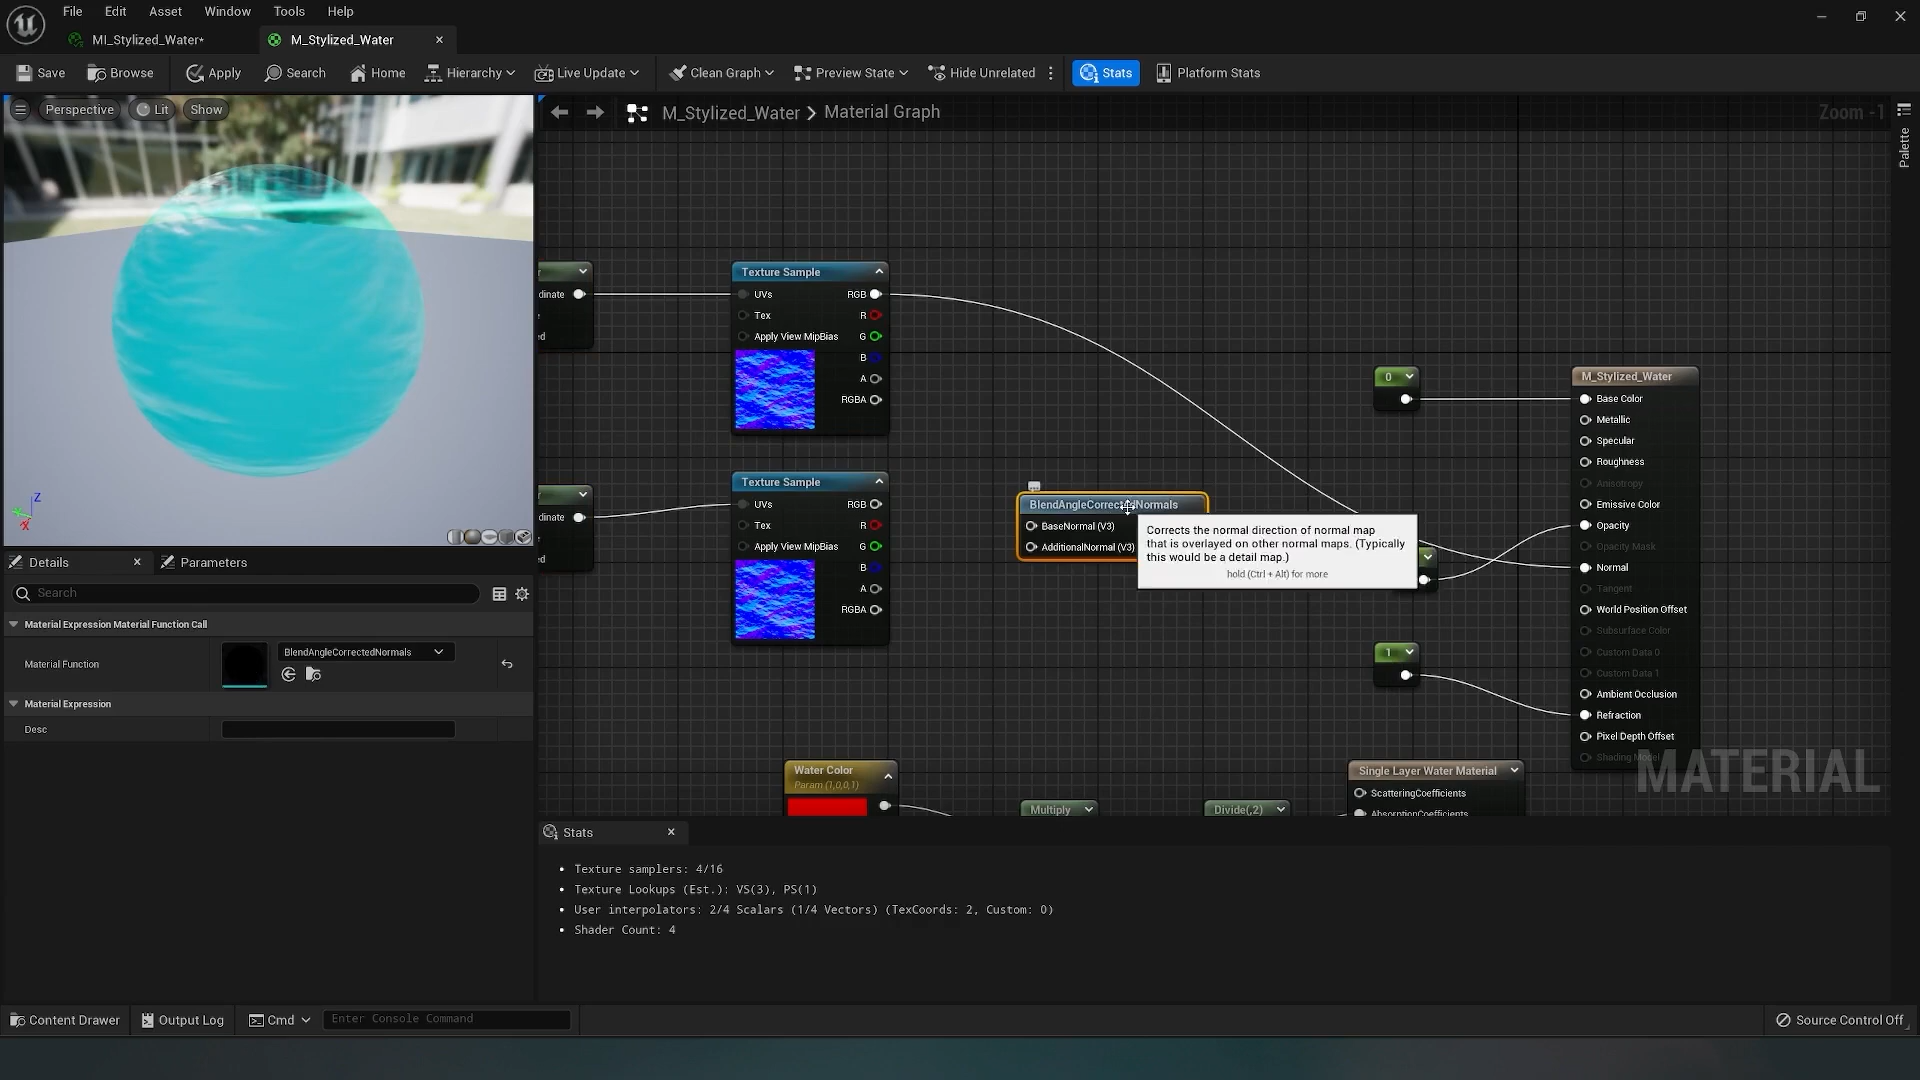 File Edit Asset Window Tools Help
MI_Stylized_Water*
M_Stylized_Water
Save Browse Apply Search Home Hierarchy Live Update Clean Graph Preview State Hide Unrelated Stats Platform Stats
Perspective Lit Show
M_Stylized_Water > Material Graph
Zoom -1
Palette
Texture Sample
dinate
UVs RGB
Tex R
Apply View MipBias G
B
A
RGBA
ed
0
M_Stylized_Water
Base Color
Metallic
Specular
Roughness
Anisotropy
Emissive Color
Opacity
Opacity Mask
Normal
Tangent
World Position Offset
Subsurface Color
Custom Data 0
Custom Data 1
Ambient Occlusion
Refraction
Pixel Depth Offset
Shading Model
Texture Sample
dinate
UVs RGB
Tex R
Apply View MipBias G
B
A
RGBA
ed
BlendAngleCorrectedNormals
BaseNormal (V3)
AdditionalNormal (V3)
Corrects the normal direction of normal map
that is overlayed on other normal maps. (Typically
this would be a detail map.)
hold (Ctrl + Alt) for more
1
Water Color
Param (1,0,0,1)
Multiply
Divide(,2)
Single Layer Water Material
ScatteringCoefficients
AbsorptionCoefficients
MATERIAL
Z
X
Details Parameters
Search
Material Expression Material Function Call
Material Function
BlendAngleCorrectedNormals
Material Expression
Desc
Stats
Texture samplers: 4/16
Texture Lookups (Est.): VS(3), PS(1)
User interpolators: 2/4 Scalars (1/4 Vectors) (TexCoords: 2, Custom: 0)
Shader Count: 4
Content Drawer Output Log Cmd Enter Console Command Source Control Off